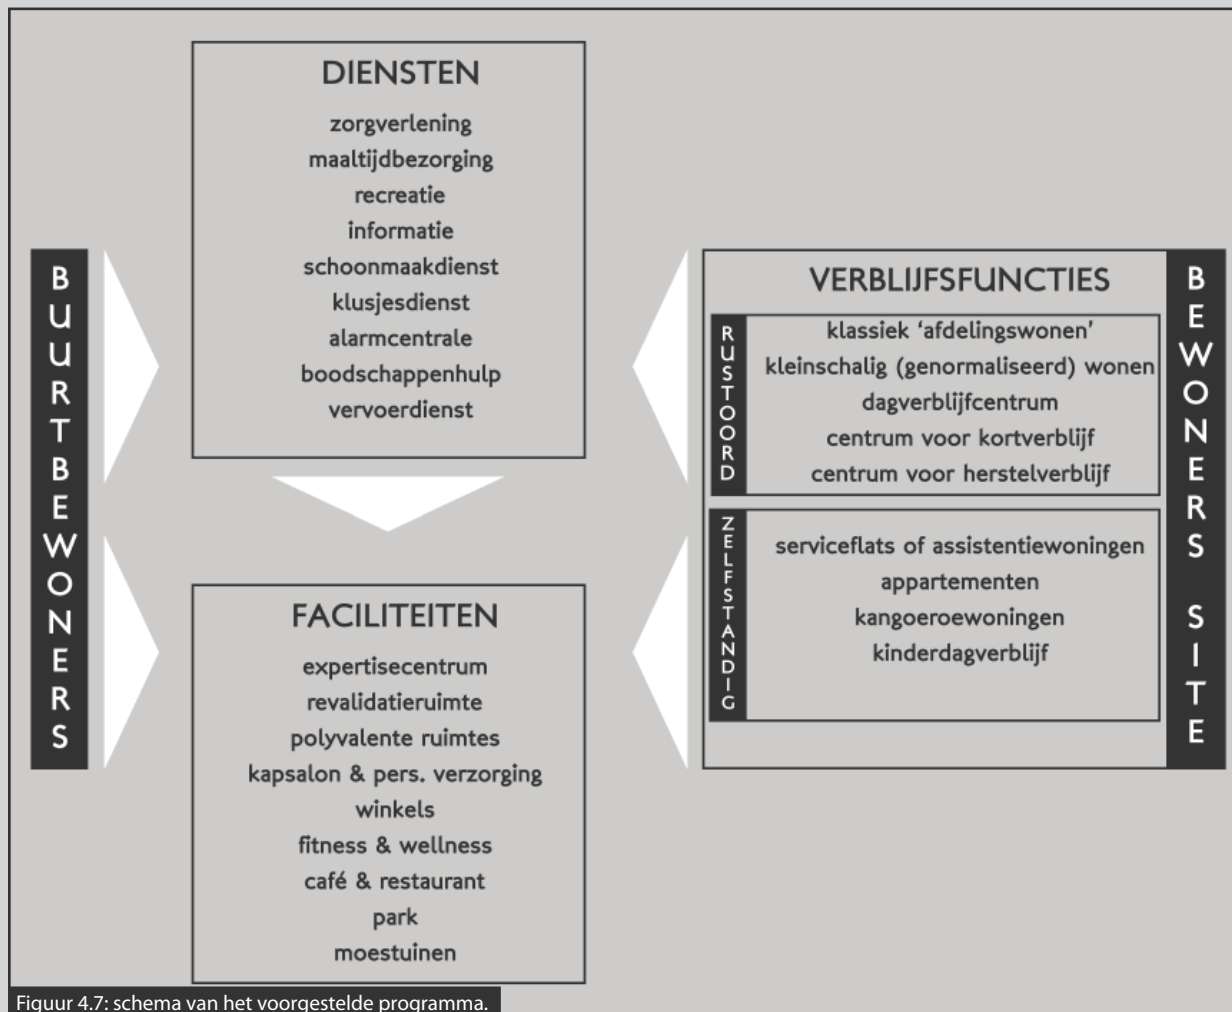 BUURTBEWONERS
DIENSTEN
zorgverlening
maaltijdbezorging
recreatie
informatie
schoonmaakdienst
klusjesdienst
alarmcentrale
boodschappenhulp
vervoerdienst
FACILITEITEN
expertisecentrum
revalidatieruimte
polyvalente ruimtes
kapsalon & pers. verzorging
winkels
fitness & wellness
café & restaurant
park
moestuinen
VERBLIJFSFUNCTIES
RUSTOORD
klassiek ‘afdelingswonen’
kleinschalig (genormaliseerd) wonen
dagverblijfcentrum
centrum voor kortverblijf
centrum voor herstelverblijf
ZELFSTANDIG
serviceflats of assistentiewoningen
appartementen
kangoeroewoningen
kinderdagverblijf
BEWONERS SITE
Figuur 4.7: schema van het voorgestelde programma.